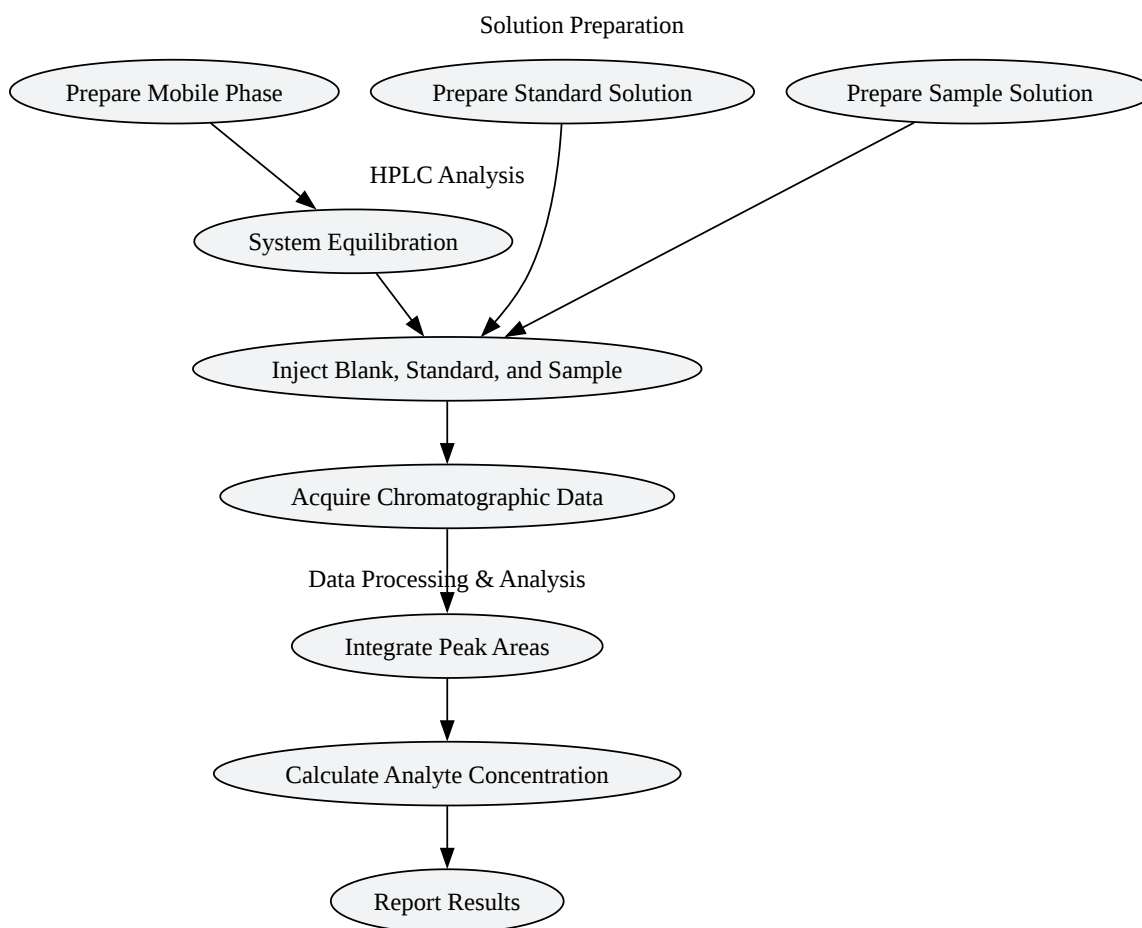 Solution Preparation
Prepare Mobile Phase
Prepare Standard Solution
Prepare Sample Solution
HPLC Analysis
System Equilibration
Inject Blank, Standard, and Sample
Acquire Chromatographic Data
Data Processing & Analysis
Integrate Peak Areas
Calculate Analyte Concentration
Report Results